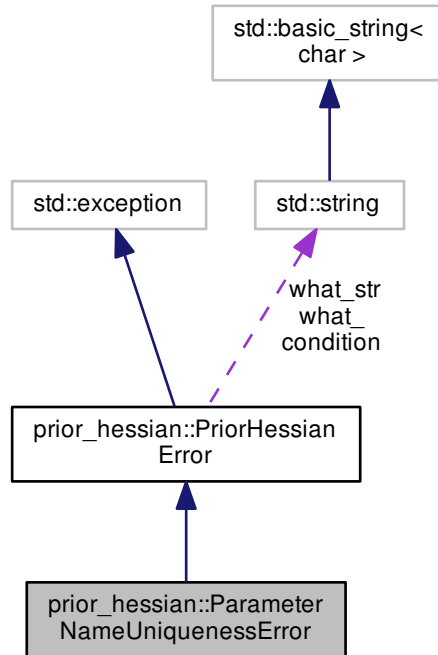 std::basic_string<
char >
std::exception
std::string
what_str
what_
condition
prior_hessian::PriorHessian
Error
prior_hessian::Parameter
NameUniquenessError